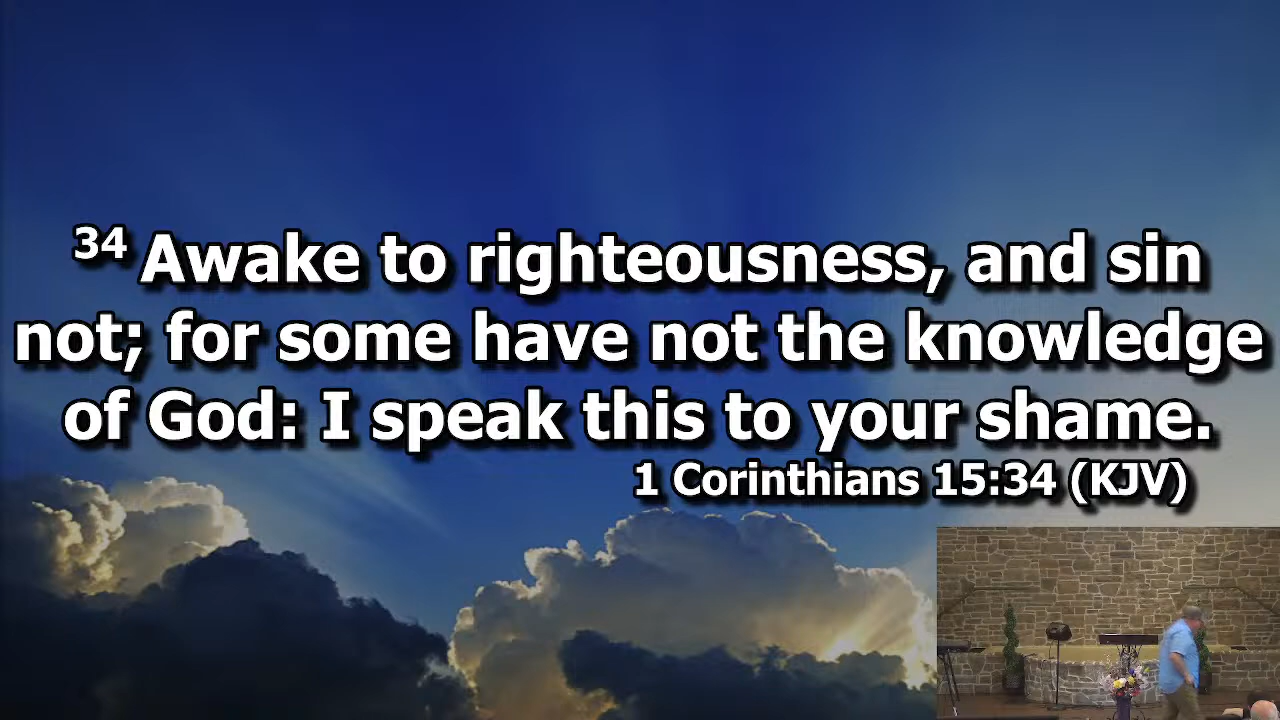 34 Awake to righteousness, and sin
not; for some have not the knowledge
of God: I speak this to your shame.
1 Corinthians 15:34 (KJV)